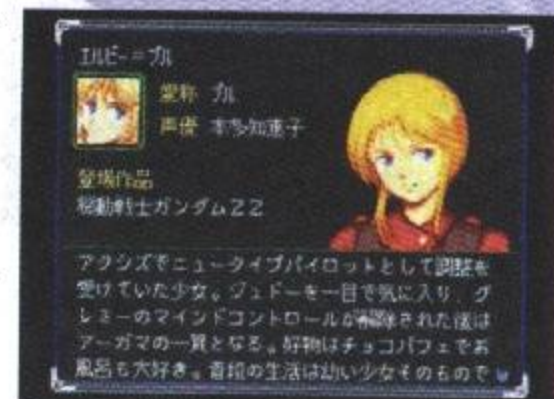 エルピー＝プル
愛称 プル
声優 本多知恵子
登場作品
機動戦士ガンダムZZ
アクシズでニュータイプパイロットとして調整を
受けていた少女。ジュドーを一目で気に入り、グ
レミーのマインドコントロールが解除された後は
アーガマの一員となる。好物はチョコパフェでお
風呂も大好き。普段の生活は幼い少女そのもので